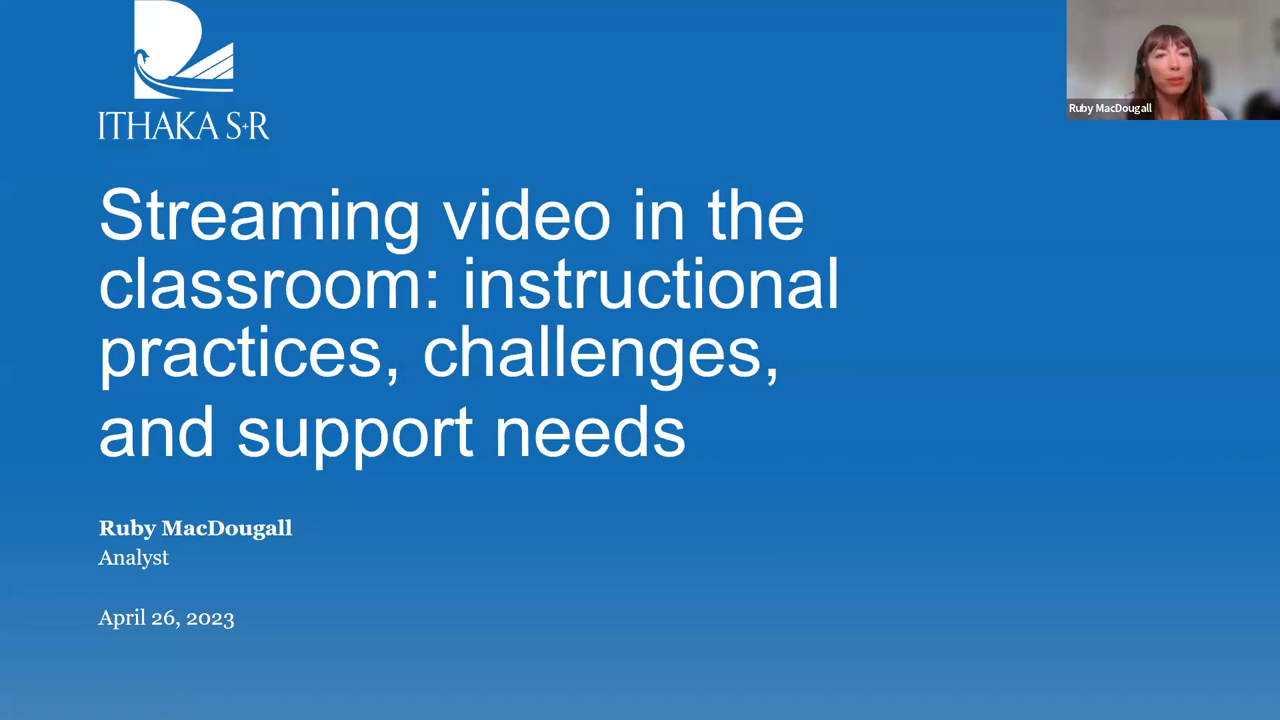 ITHAKA S+R
Ruby MacDougall
Streaming video in the
classroom: instructional
practices, challenges,
and support needs
Ruby MacDougall
Analyst
April 26, 2023